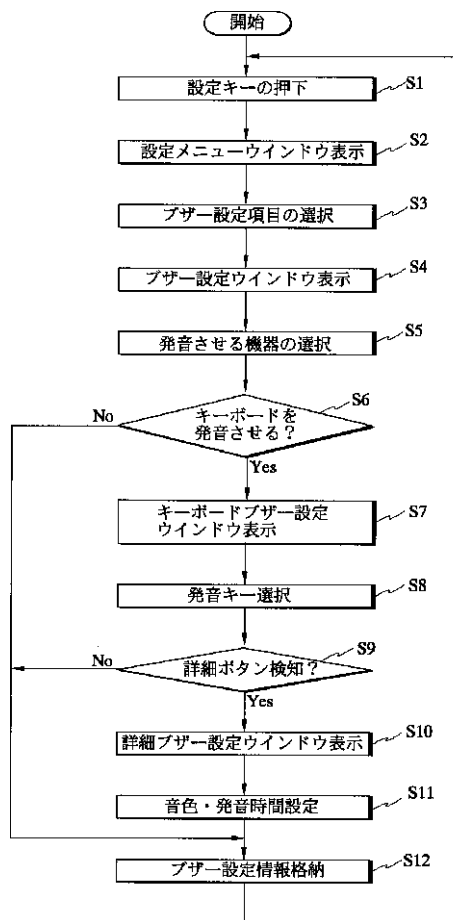 開始
設定キーの押下
S1
設定メニューウインドウ表示
S2
ブザー設定項目の選択
S3
ブザー設定ウインドウ表示
S4
発音させる機器の選択
S5
キーボードを
発音させる?
S6
No
Yes
キーボードブザー設定
ウインドウ表示
S7
発音キー選択
S8
詳細ボタン検知?
S9
No
Yes
詳細ブザー設定ウインドウ表示
S10
音色・発音時間設定
S11
ブザー設定情報格納
S12